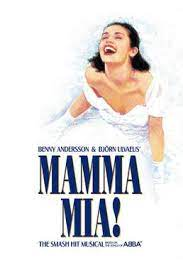 BENNY ANDERSSON & BJÖRN ULVAEUS'
MAMMA
MIA!
THE SMASH HIT MUSICAL
ABBA